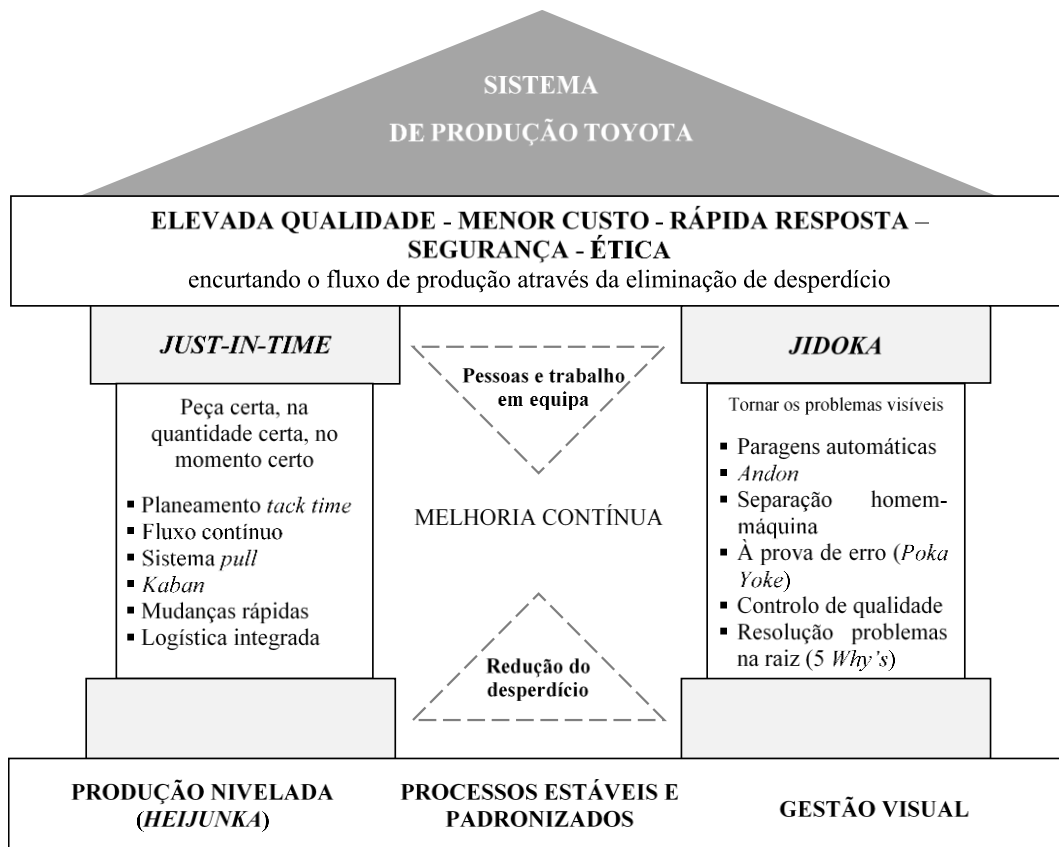 SISTEMA
DE PRODUÇÃO TOYOTA
ELEVADA QUALIDADE - MENOR CUSTO - RÁPIDA RESPOSTA –
SEGURANÇA - ÉTICA
encurtando o fluxo de produção através da eliminação de desperdício
JUST-IN-TIME
Peça certa, na
quantidade certa, no
momento certo
▪ Planeamento tack time
▪ Fluxo contínuo
▪ Sistema pull
▪ Kaban
▪ Mudanças rápidas
▪ Logística integrada
Pessoas e trabalho
em equipa
MELHORIA CONTÍNUA
Redução do
desperdício
JIDOKA
Tornar os problemas visíveis
▪ Paragens automáticas
▪ Andon
▪ Separação homem-
máquina
▪ À prova de erro (Poka
Yoke)
▪ Controlo de qualidade
▪ Resolução problemas
na raiz (5 Why’s)
PRODUÇÃO NIVELADA
(HEIJUNKA)
PROCESSOS ESTÁVEIS E
PADRONIZADOS
GESTÃO VISUAL